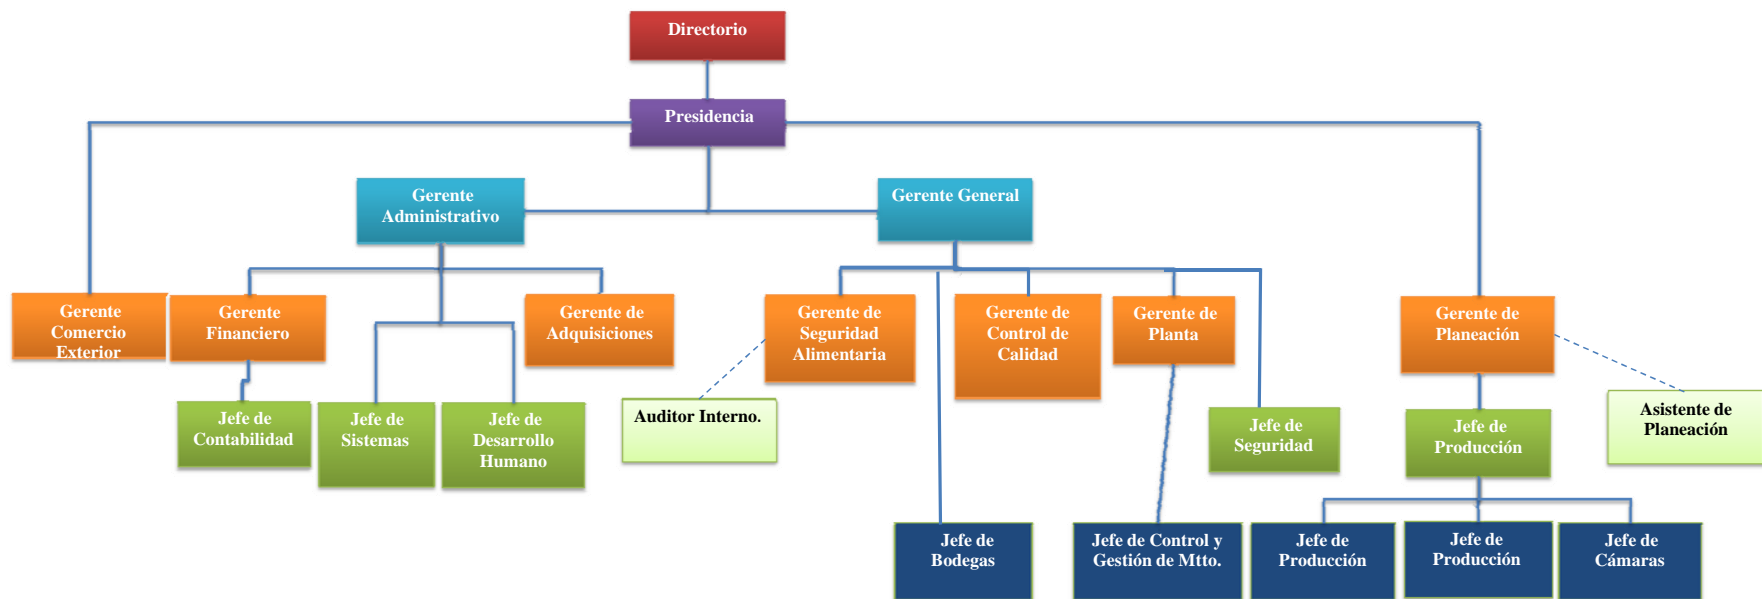 Directorio
Presidencia
Gerente
Administrativo
Gerente General
Gerente
Comercio
Exterior
Gerente
Financiero
Gerente de
Adquisiciones
Gerente de
Seguridad
Alimentaria
Gerente de
Control de
Calidad
Gerente de
Planta
Gerente de
Planeación
Jefe de
Contabilidad
Jefe de
Sistemas
Jefe de
Desarrollo
Humano
Auditor Interno.
Jefe de
Seguridad
Jefe de
Producción
Asistente de
Planeación
Jefe de
Bodegas
Jefe de Control y
Gestión de Mtto.
Jefe de
Producción
Jefe de
Producción
Jefe de
Cámaras